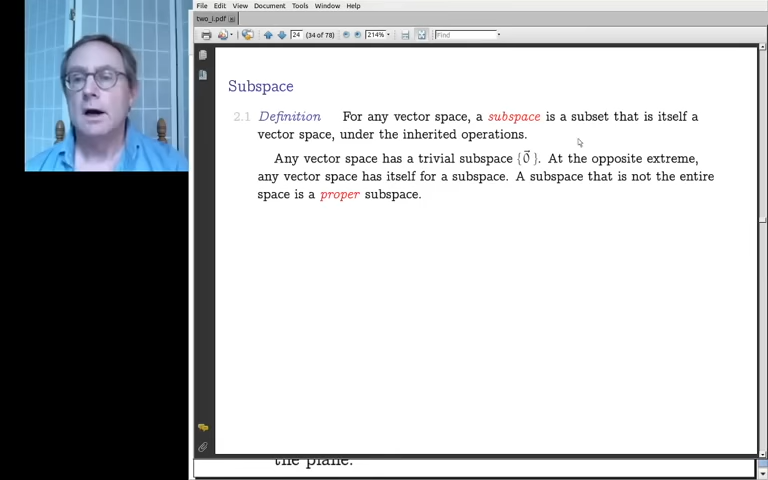 File Edit View Document Tools Window Help
two_i.pdf
24 (34 of 78) 214% Find
Subspace
2.1 Definition For any vector space, a subspace is a subset that is itself a
vector space, under the inherited operations.
Any vector space has a trivial subspace {0⃗}. At the opposite extreme,
any vector space has itself for a subspace. A subspace that is not the entire
space is a proper subspace.
the plane.